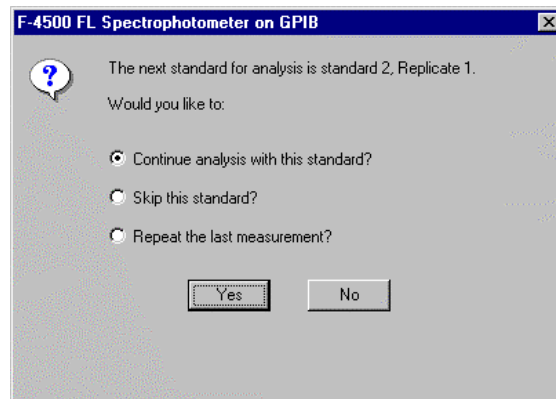 F-4500 FL Spectrophotometer on GPIB
The next standard for analysis is standard 2, Replicate 1.
Would you like to:
Continue analysis with this standard?
Skip this standard?
Repeat the last measurement?
Yes No